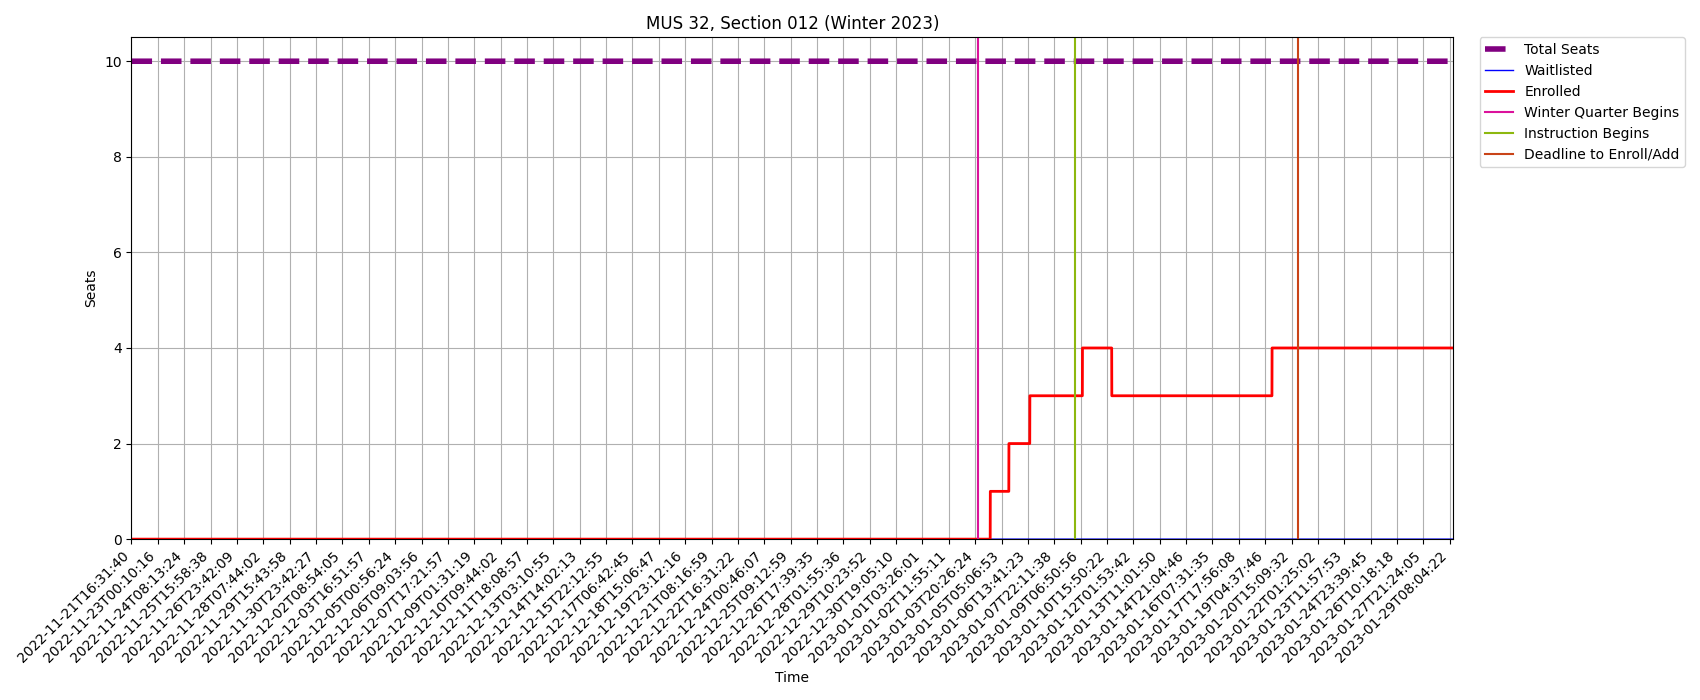 MUS 32, Section 012 (Winter 2023)
Total Seats
Waitlisted
Enrolled
Winter Quarter Begins
Instruction Begins
Deadline to Enroll/Add
Seats
10
8
6
4
2
0
2022-11-21T16:31:40
2022-11-23T00:10:16
2022-11-24T08:13:24
2022-11-25T15:58:38
2022-11-26T23:42:09
2022-11-28T07:44:02
2022-11-29T15:43:58
2022-11-30T23:42:27
2022-12-02T08:54:05
2022-12-03T16:51:57
2022-12-05T00:56:24
2022-12-06T09:03:56
2022-12-07T17:21:57
2022-12-10T09:31:19
2022-12-10T09:44:02
2022-12-11T18:08:57
2022-12-13T03:10:55
2022-12-14T14:02:13
2022-12-15T22:12:55
2022-12-17T06:42:45
2022-12-18T15:06:47
2022-12-19T23:12:16
2022-12-21T08:16:59
2022-12-22T16:31:22
2022-12-24T00:46:07
2022-12-25T09:12:59
2022-12-26T17:39:35
2022-12-28T01:55:36
2022-12-29T10:23:52
2022-12-30T19:05:10
2023-01-01T03:26:01
2023-01-02T11:55:11
2023-01-03T20:26:24
2023-01-05T05:06:53
2023-01-06T13:41:23
2023-01-07T22:11:38
2023-01-09T06:50:56
2023-01-10T15:50:22
2023-01-12T01:53:42
2023-01-13T11:01:50
2023-01-14T21:04:46
2023-01-16T07:31:35
2023-01-17T17:56:08
2023-01-19T04:37:46
2023-01-20T15:09:32
2023-01-22T01:25:02
2023-01-23T11:57:53
2023-01-24T23:39:45
2023-01-26T10:18:18
2023-01-27T21:24:05
2023-01-29T08:04:22
Time